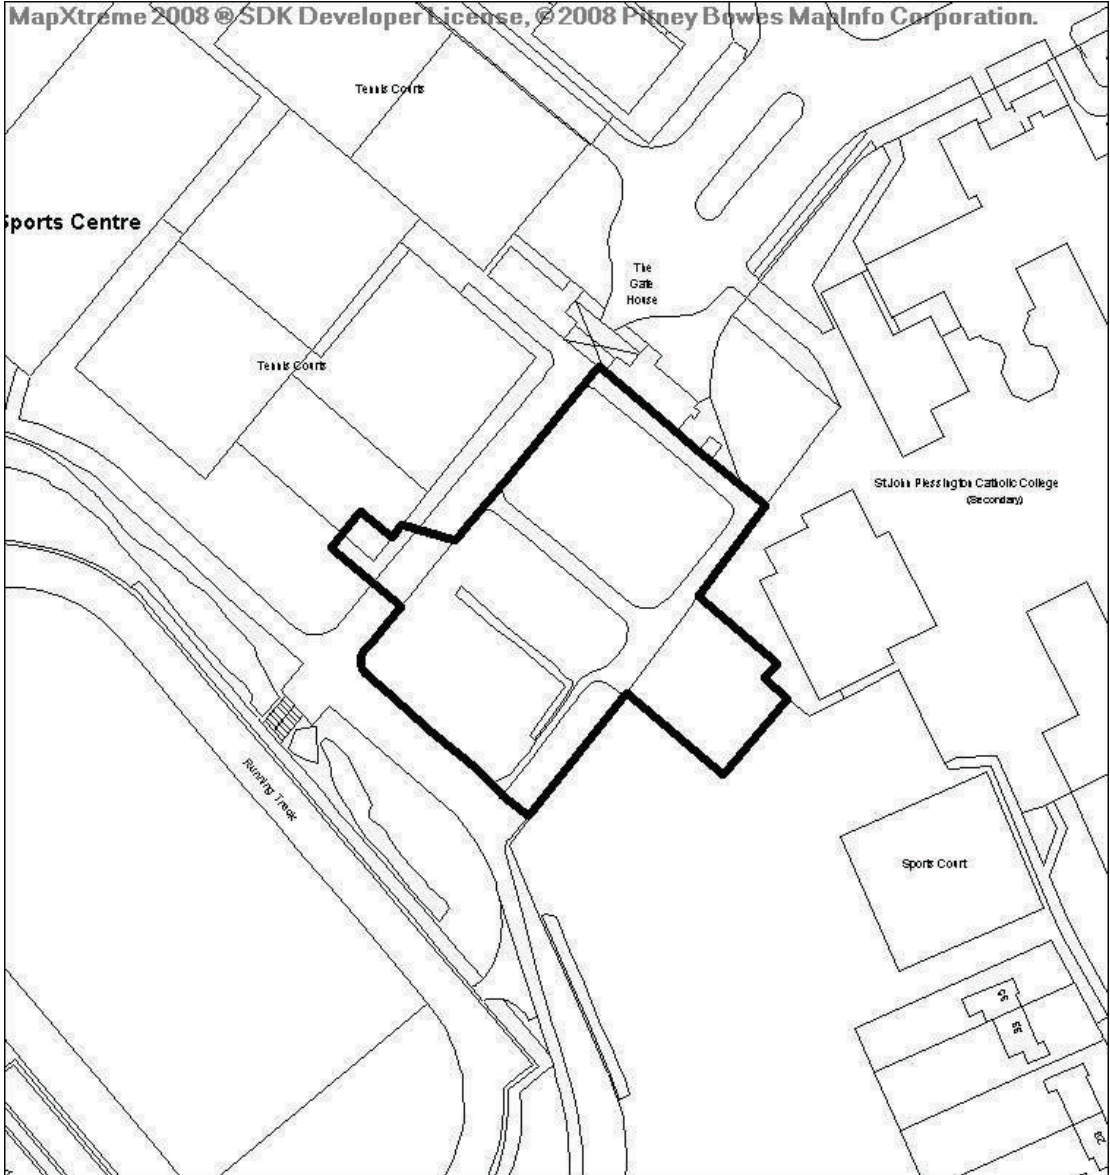 MapXtreme 2008 ® SDK Developer License, © 2008 Pitney Bowes MapInfo Corporation.
Tennis Courts
Sports Centre
The
Gate
House
Tennis Courts
St John Plessington Catholic College
(Secondary)
Running Track
Sports Court
35
33
29